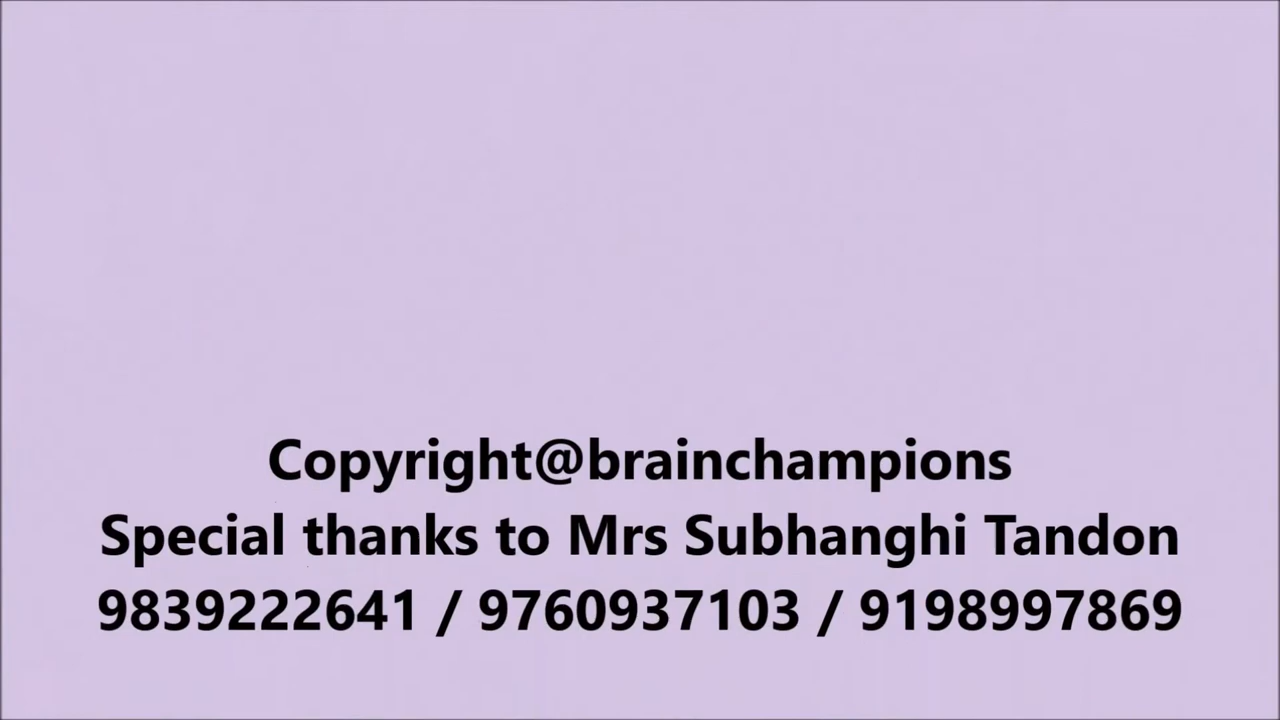 Copyright@brainchampions
Special thanks to Mrs Subhanghi Tandon
9839222641 / 9760937103 / 9198997869